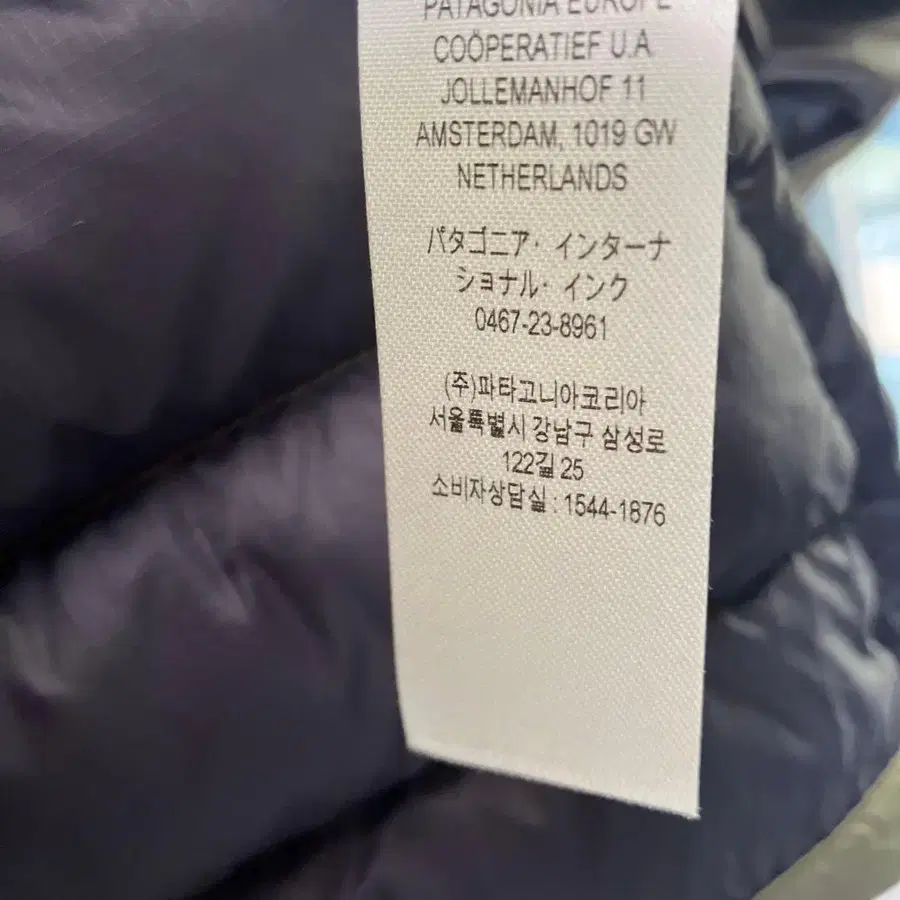 PATAGONIA EUROPE
COÖPERATIEF U.A
JOLLEMANHOF 11
AMSTERDAM, 1019 GW
NETHERLANDS
パタゴニア・インターナ
ショナル・インク
0467-23-8961
(주)파타고니아코리아
서울특별시 강남구 삼성로
122길 25
소비자상담실 : 1544-1876